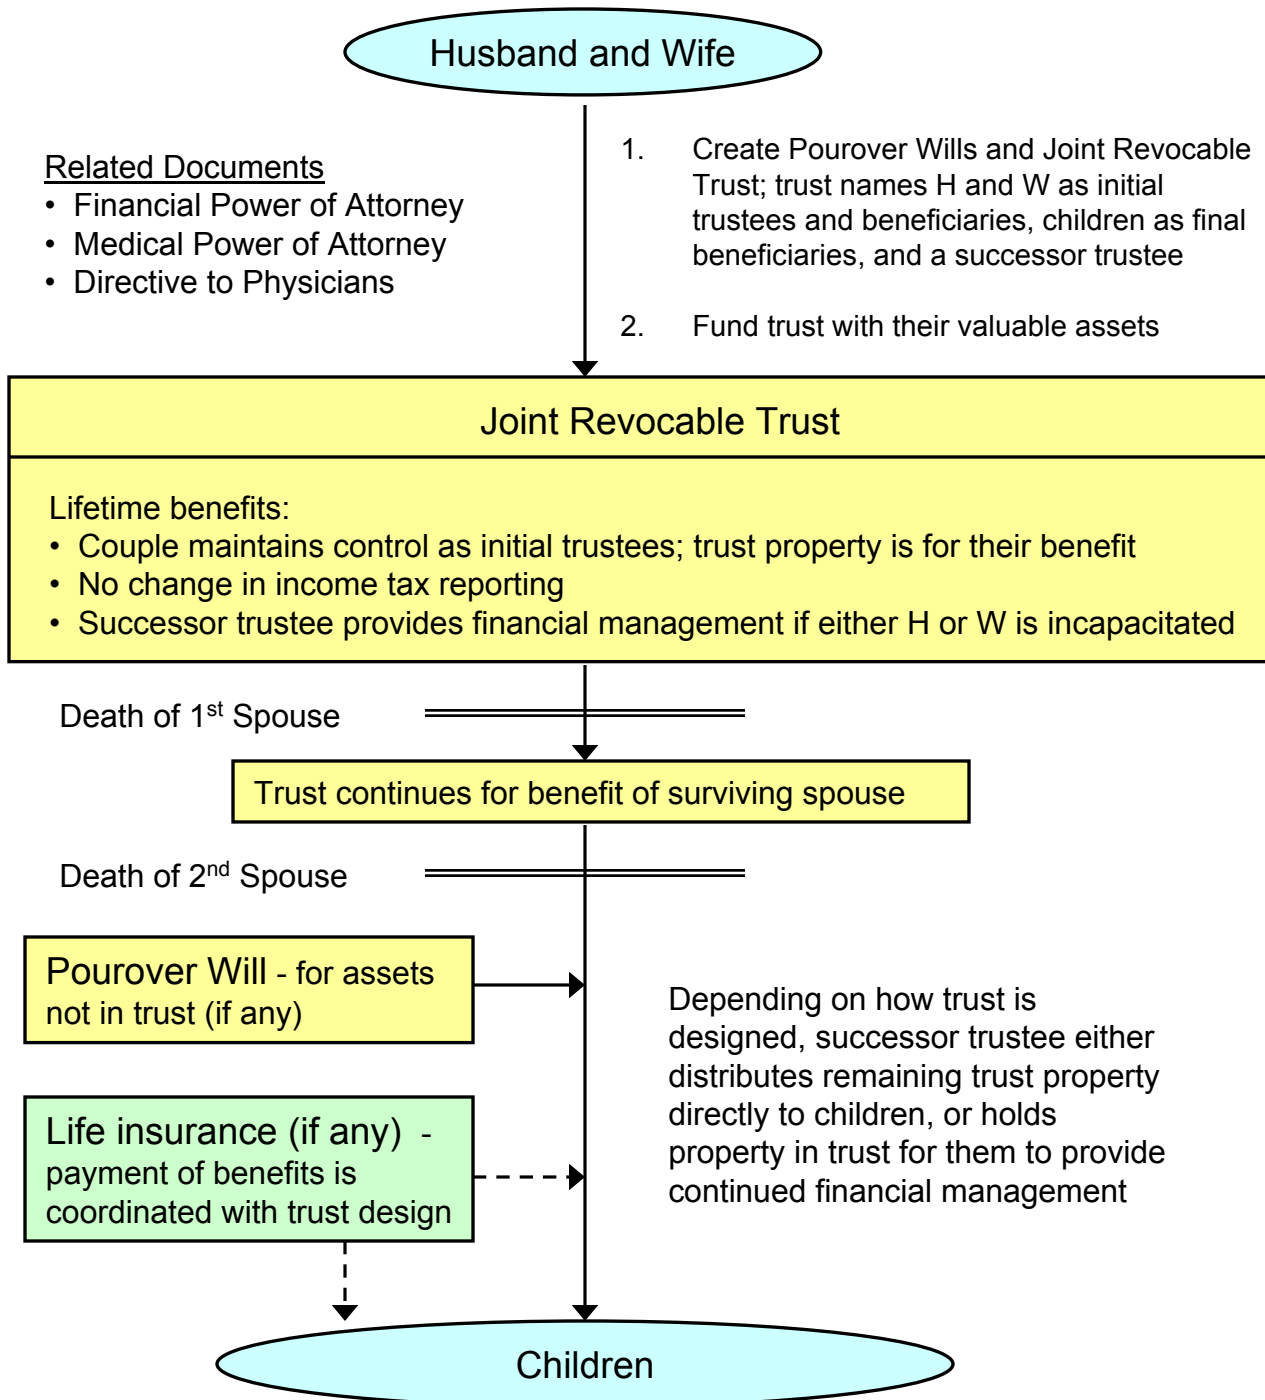 Husband and Wife
Related Documents
• Financial Power of Attorney
• Medical Power of Attorney
• Directive to Physicians
1. Create Pourover Wills and Joint Revocable
Trust; trust names H and W as initial
trustees and beneficiaries, children as final
beneficiaries, and a successor trustee
2. Fund trust with their valuable assets
Joint Revocable Trust
Lifetime benefits:
• Couple maintains control as initial trustees; trust property is for their benefit
• No change in income tax reporting
• Successor trustee provides financial management if either H or W is incapacitated
Death of 1st Spouse
Trust continues for benefit of surviving spouse
Death of 2nd Spouse
Pourover Will - for assets
not in trust (if any)
Life insurance (if any) -
payment of benefits is
coordinated with trust design
Depending on how trust is
designed, successor trustee either
distributes remaining trust property
directly to children, or holds
property in trust for them to provide
continued financial management
Children